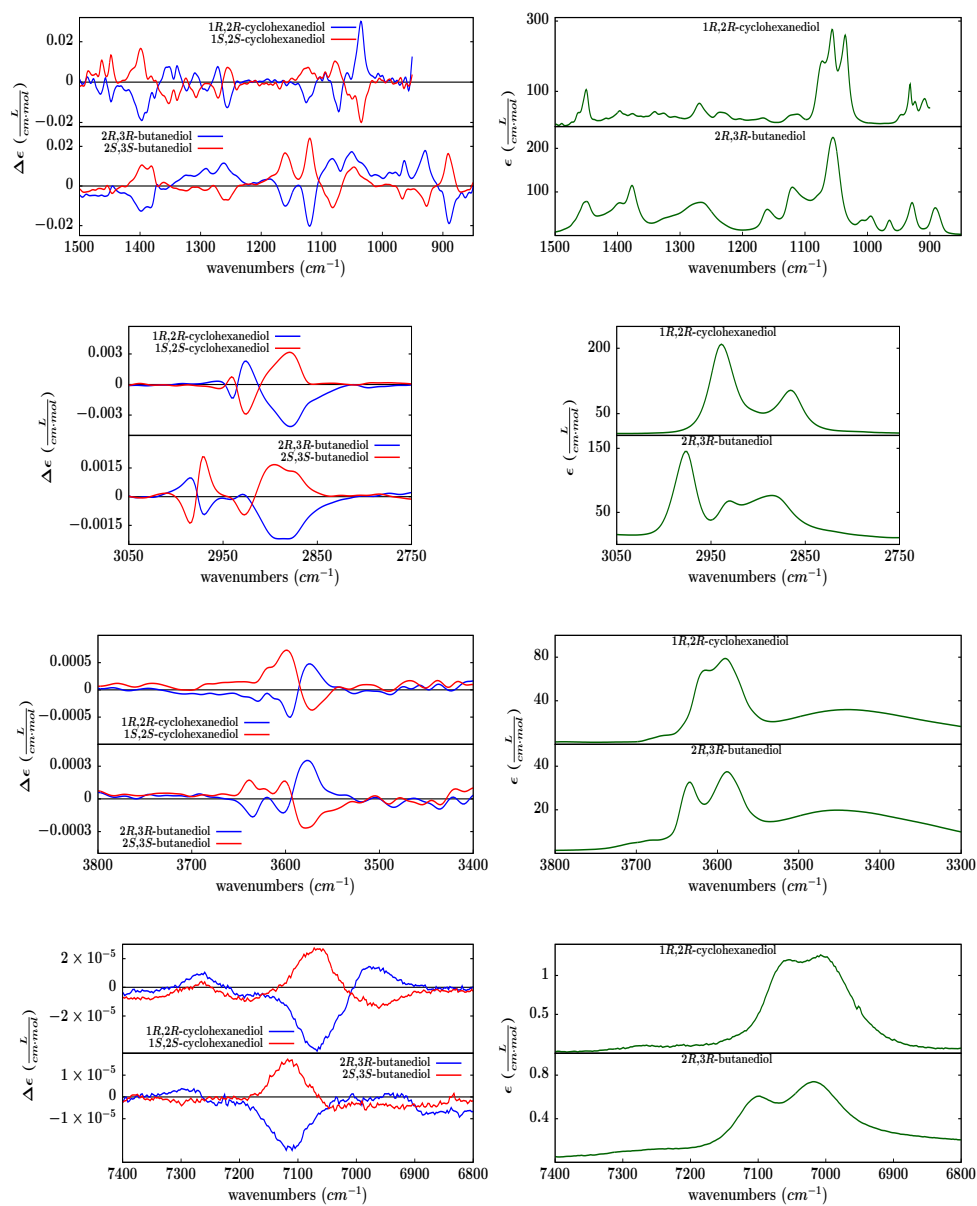 1R,2R-cyclohexanediol
1S,2S-cyclohexanediol
0.02
0
−0.02
2R,3R-butanediol
2S,3S-butanediol
0.02
0
−0.02
Δϵ (L/cm·mol)
1500 1400 1300 1200 1100 1000 900
wavenumbers (cm⁻¹)
1R,2R-cyclohexanediol
300
100
2R,3R-butanediol
200
100
ϵ (L/cm·mol)
1500 1400 1300 1200 1100 1000 900
wavenumbers (cm⁻¹)
1R,2R-cyclohexanediol
1S,2S-cyclohexanediol
0.003
0
−0.003
2R,3R-butanediol
2S,3S-butanediol
0.0015
0
−0.0015
Δϵ (L/cm·mol)
3050 2950 2850 2750
wavenumbers (cm⁻¹)
1R,2R-cyclohexanediol
200
50
2R,3R-butanediol
150
50
ϵ (L/cm·mol)
3050 2950 2850 2750
wavenumbers (cm⁻¹)
0.0005
0
−0.0005
1R,2R-cyclohexanediol
1S,2S-cyclohexanediol
0.0003
0
−0.0003
2R,3R-butanediol
2S,3S-butanediol
Δϵ (L/cm·mol)
3800 3700 3600 3500 3400
wavenumbers (cm⁻¹)
1R,2R-cyclohexanediol
80
40
2R,3R-butanediol
40
20
ϵ (L/cm·mol)
3800 3700 3600 3500 3400 3300
wavenumbers (cm⁻¹)
2 × 10⁻⁵
0
−2 × 10⁻⁵
1R,2R-cyclohexanediol
1S,2S-cyclohexanediol
2R,3R-butanediol
2S,3S-butanediol
1 × 10⁻⁵
0
−1 × 10⁻⁵
Δϵ (L/cm·mol)
7400 7300 7200 7100 7000 6900 6800
wavenumbers (cm⁻¹)
1R,2R-cyclohexanediol
1
0.5
2R,3R-butanediol
0.8
0.4
ϵ (L/cm·mol)
7400 7300 7200 7100 7000 6900 6800
wavenumbers (cm⁻¹)